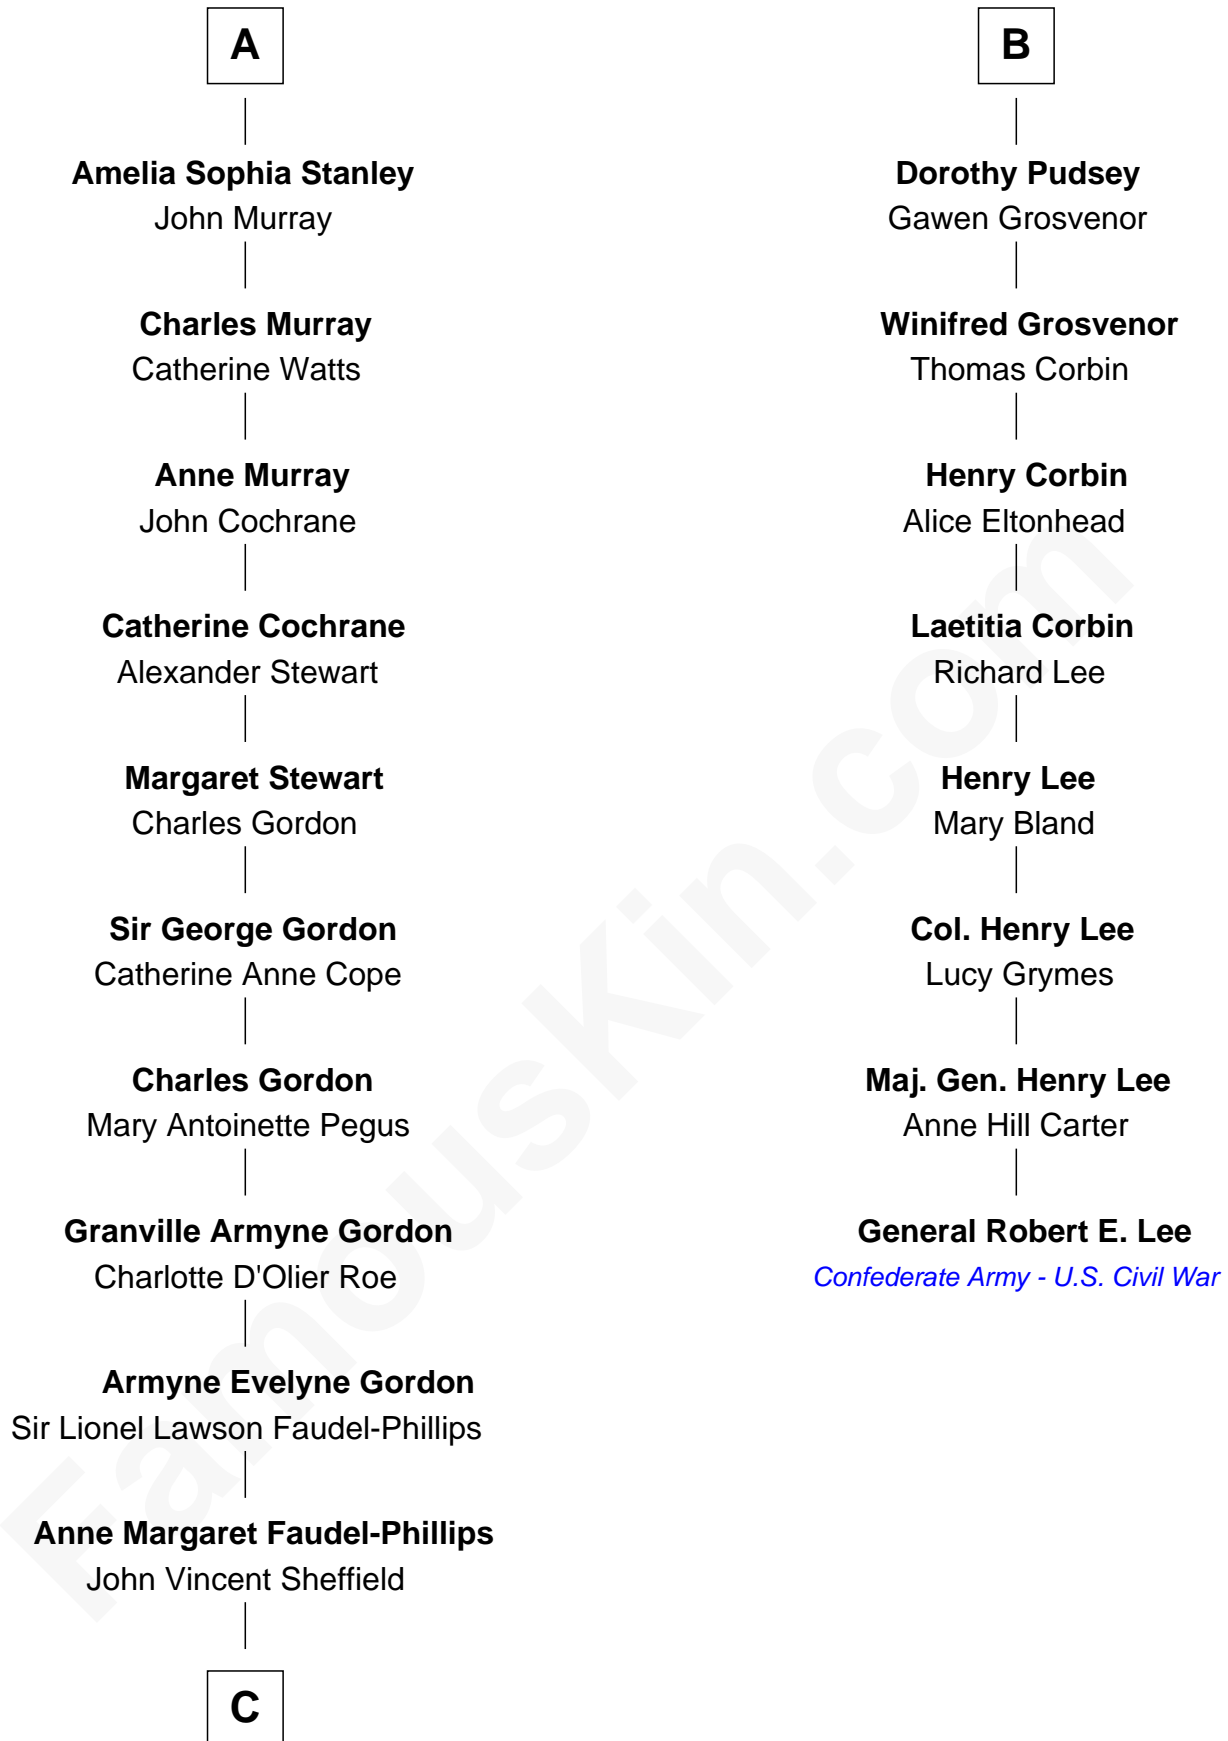 A
Amelia Sophia Stanley
John Murray
Charles Murray
Catherine Watts
Anne Murray
John Cochrane
Catherine Cochrane
Alexander Stewart
Margaret Stewart
Charles Gordon
Sir George Gordon
Catherine Anne Cope
Charles Gordon
Mary Antoinette Pegus
Granville Armyne Gordon
Charlotte D'Olier Roe
Armyne Evelyne Gordon
Sir Lionel Lawson Faudel-Phillips
Anne Margaret Faudel-Phillips
John Vincent Sheffield
C
B
Dorothy Pudsey
Gawen Grosvenor
Winifred Grosvenor
Thomas Corbin
Henry Corbin
Alice Eltonhead
Laetitia Corbin
Richard Lee
Henry Lee
Mary Bland
Col. Henry Lee
Lucy Grymes
Maj. Gen. Henry Lee
Anne Hill Carter
General Robert E. Lee
Confederate Army - U.S. Civil War
FamousKin.com